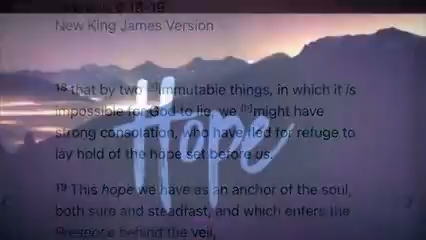 6 18-19
New King James Version
18 that by two [a]immutable things, in which it is
impossible for God to lie, we [b]might have
strong consolation, who have fled for refuge to
lay hold of the hope set before us.
Hope
19 This hope we have as an anchor of the soul,
both sure and steadfast, and which enters the
Presence behind the veil,